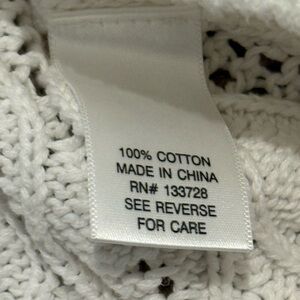 100% COTTON
MADE IN CHINA
RN# 133728
SEE REVERSE
FOR CARE